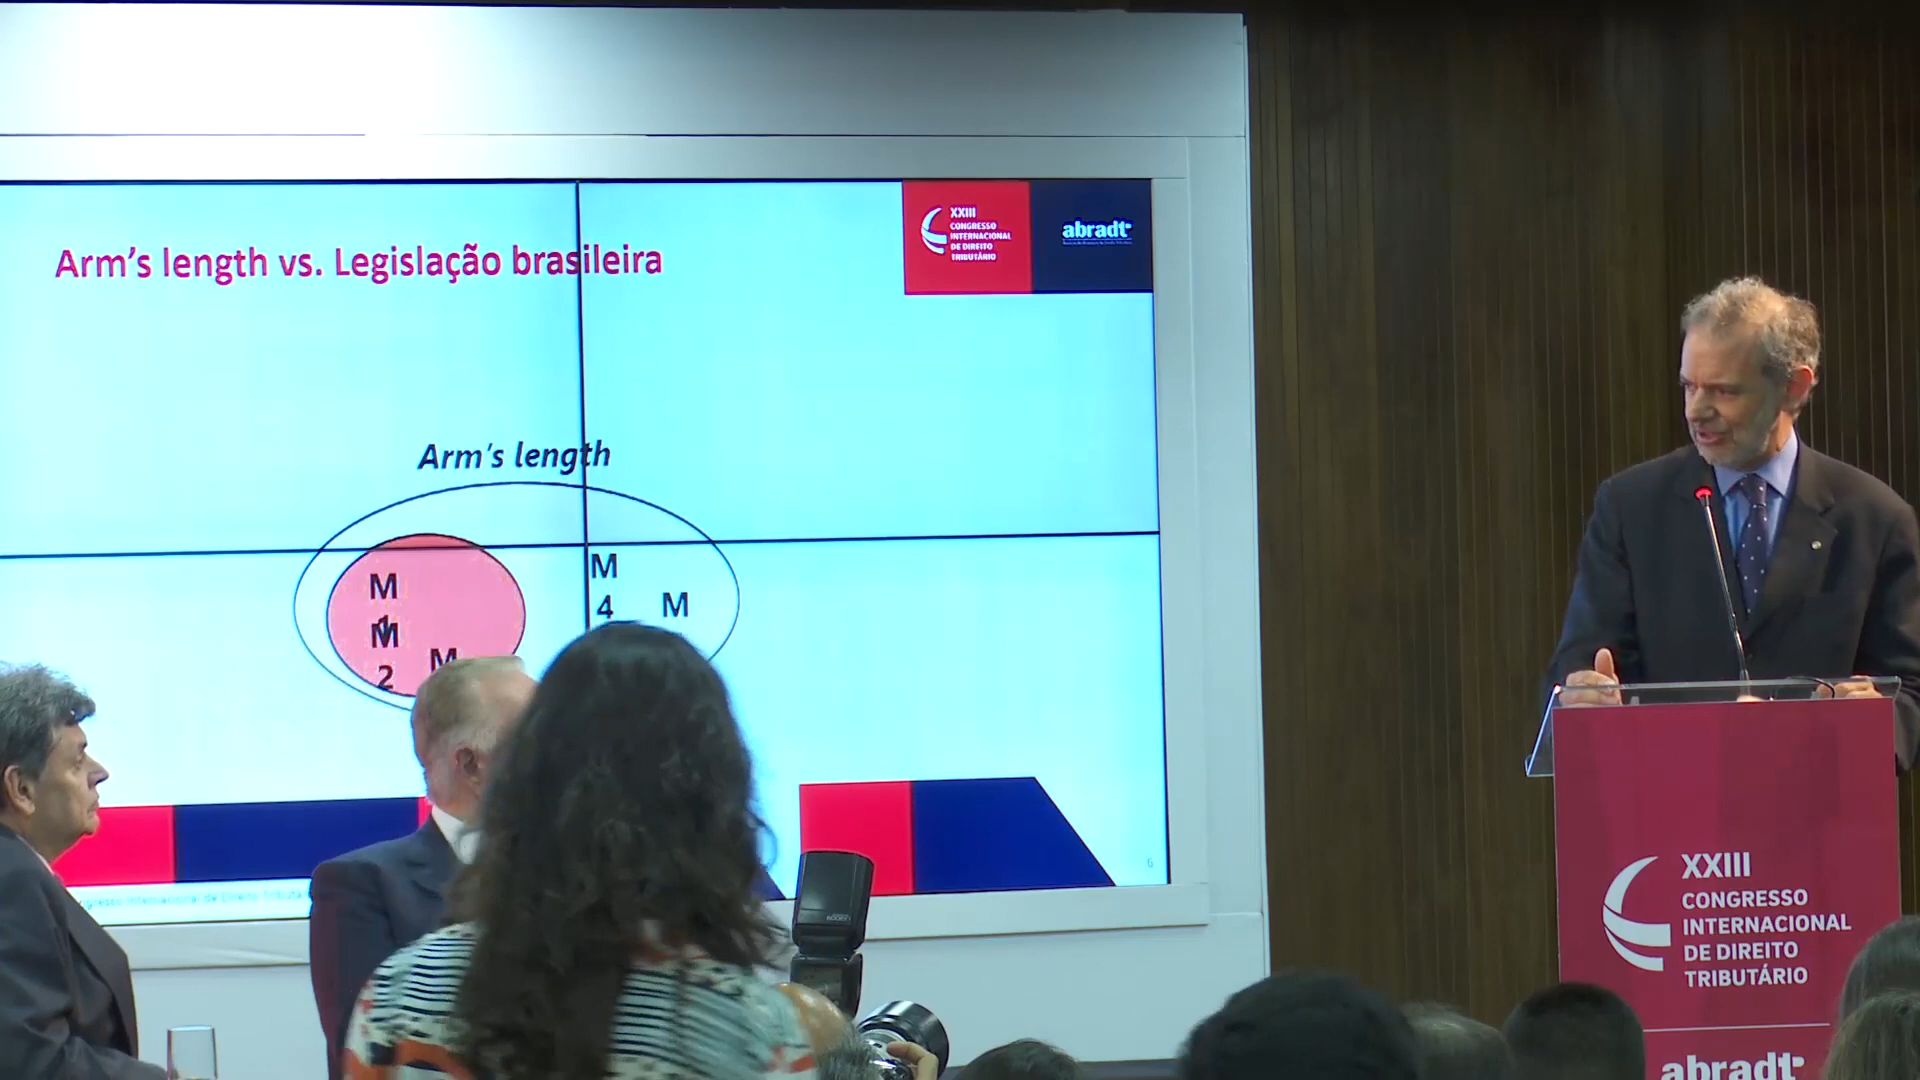 XXIII
CONGRESSO
INTERNACIONAL
DE DIREITO
TRIBUTÁRIO
abradt
Arm's length vs. Legislação brasileira
Arm's length
M
4
M
M
M
2
M
6
XXIII
CONGRESSO
INTERNACIONAL
DE DIREITO
TRIBUTÁRIO
abradt